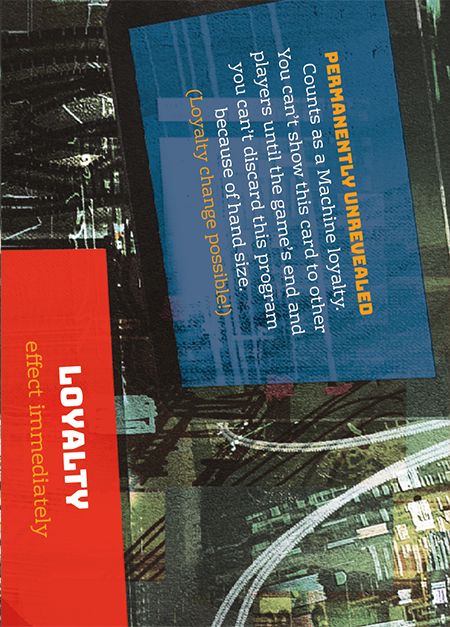 PERMANENTLY UNREVEALED
Counts as a Machine loyalty.
You can't show this card to other
players until the game's end and
you can't discard this program
because of hand size.
(Loyalty change possible!)
LOYALTY
effect immediately